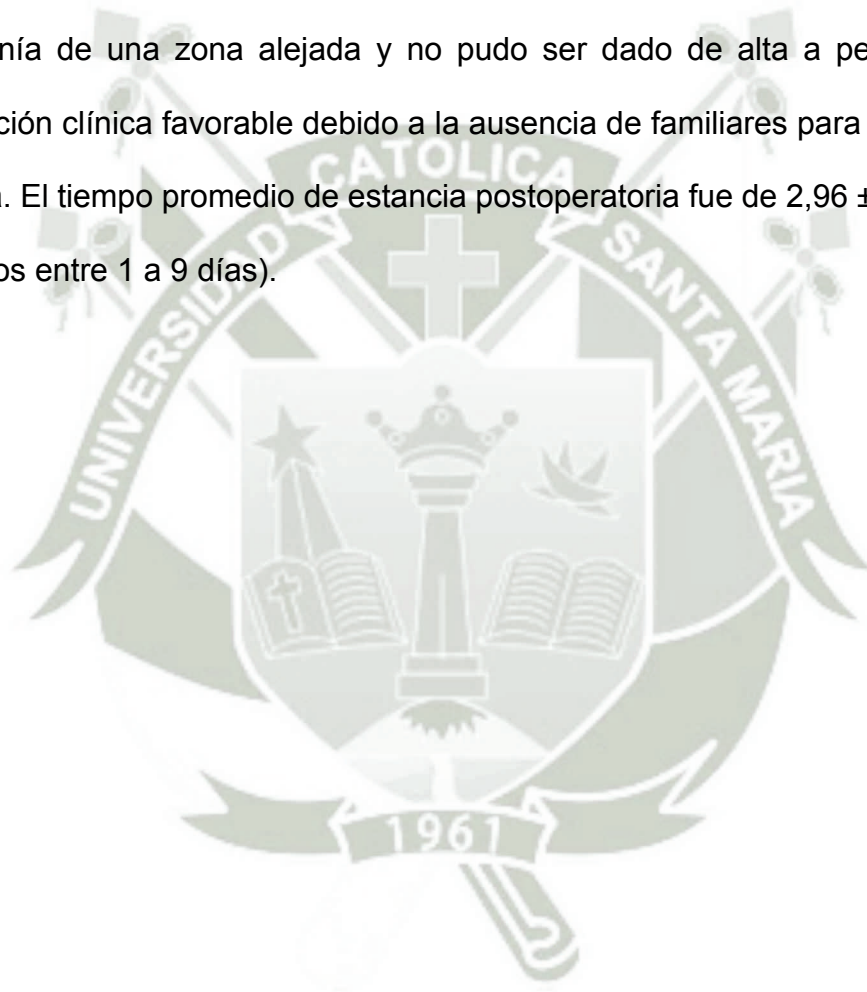 nía de una zona alejada y no pudo ser dado de alta a pe
ción clínica favorable debido a la ausencia de familiares para
. El tiempo promedio de estancia postoperatoria fue de 2,96 ±
os entre 1 a 9 días).
UNIVERSIDAD CATOLICA SANTA MARIA
1961